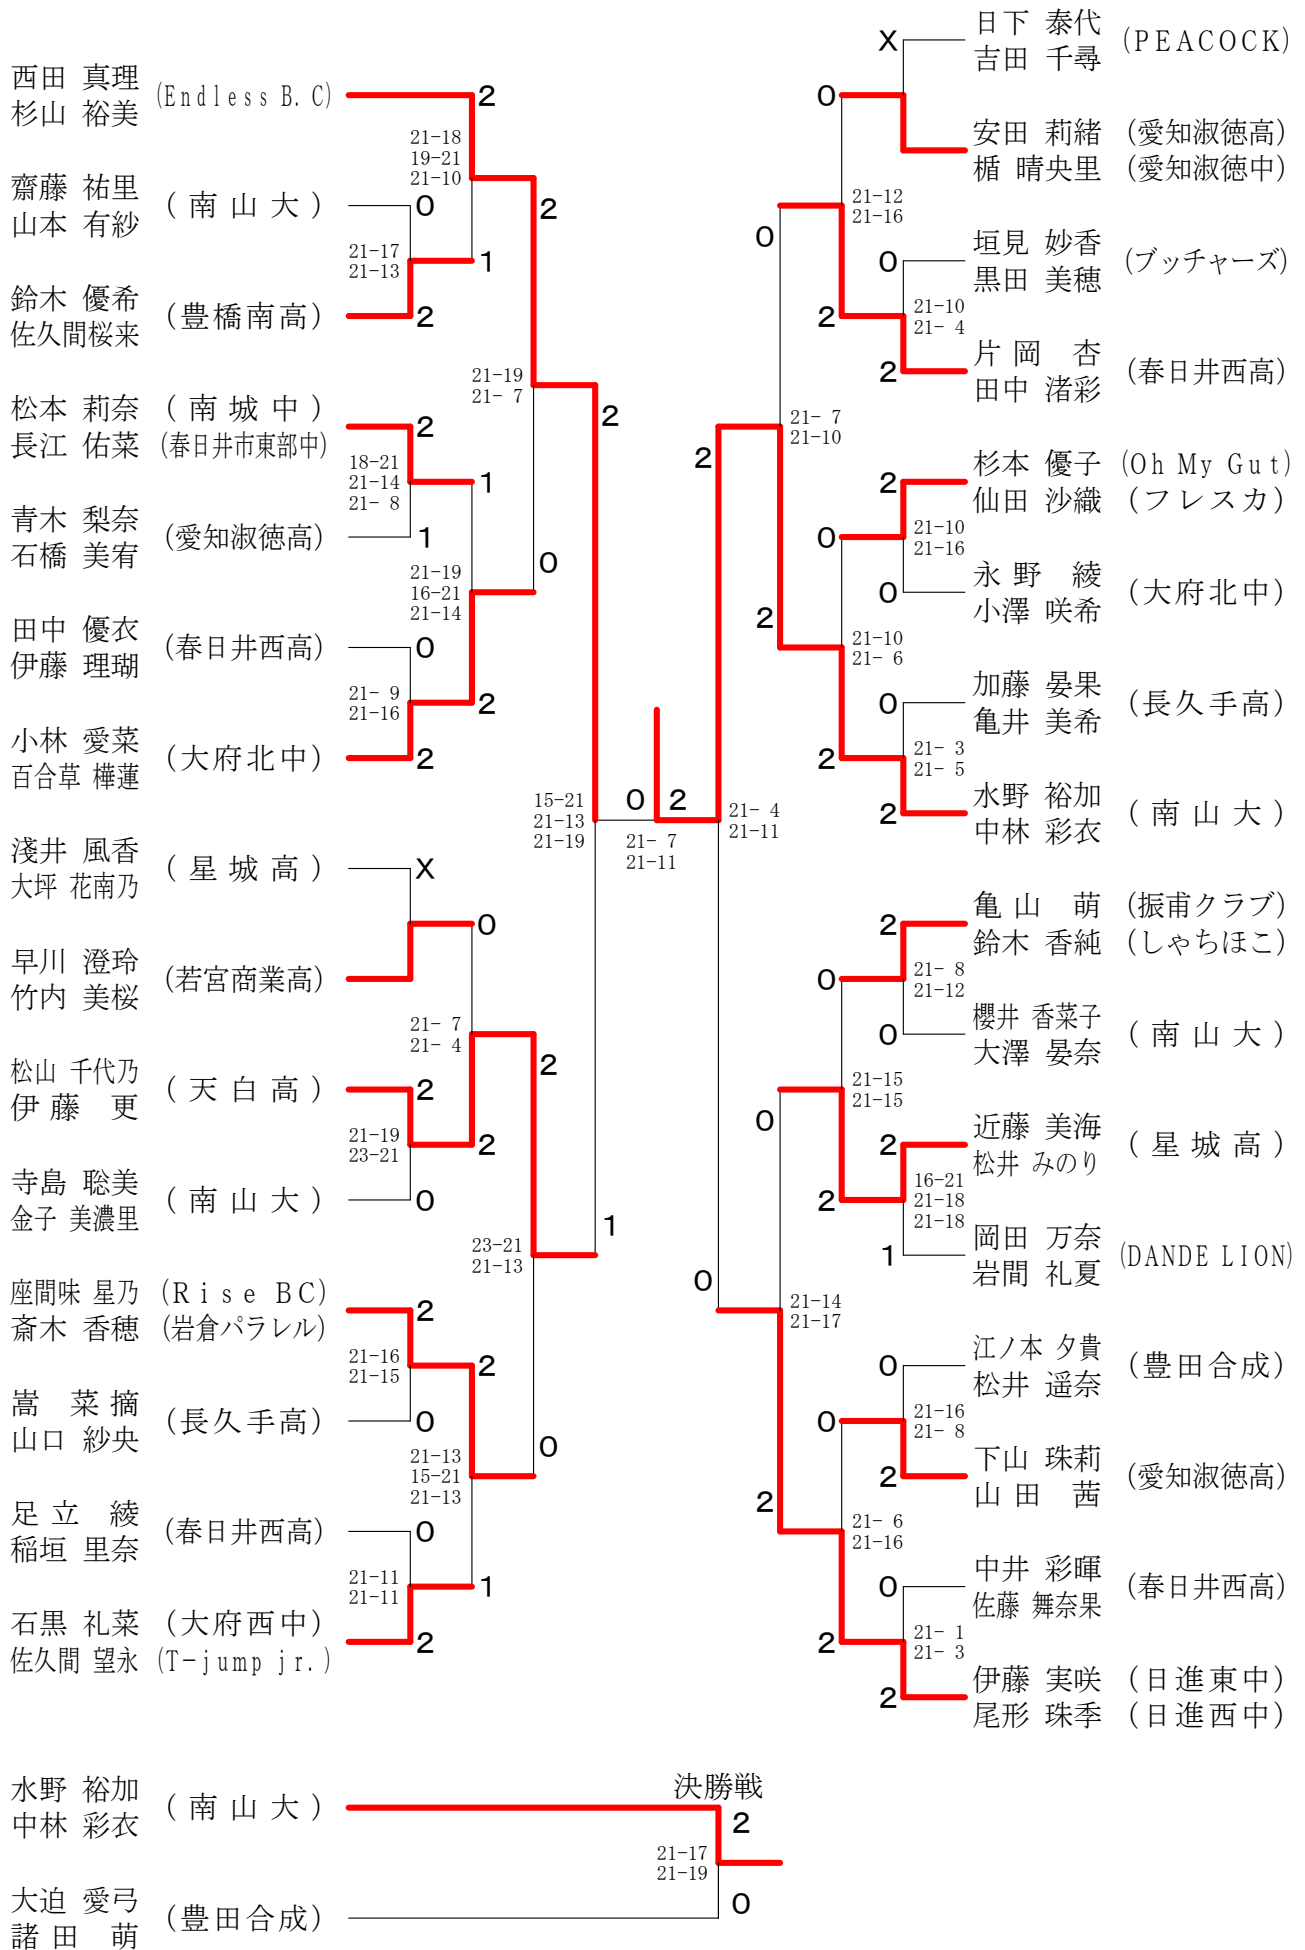 西田 真理 (Endless B.C) 2
杉山 裕美
21-18
19-21
21-10
2
齋藤 祐里 (南山大) 0
山本 有紗
21-17
21-13
1
鈴木 優希 (豊橋南高) 2
佐久間桜来
21-19
21- 7
2
松本 莉奈 (南城中) 2
長江 佑菜 (春日井市東部中)
18-21
21-14
21- 8
1
青木 梨奈 (愛知淑徳高) 1
石橋 美宥
21-19
16-21
21-14
0
田中 優衣 (春日井西高) 0
伊藤 理瑚
21- 9
21-16
2
小林 愛菜 (大府北中) 2
百合草 樺蓮
15-21
21-13
21-19
淺井 風香 (星城高) X
大坪 花南乃
0
早川 澄玲 (若宮商業高)
竹内 美桜
21- 7
21- 4
2
松山 千代乃 (天白高) 2
伊藤 更
21-19
23-21
2
寺島 聡美 (南山大) 0
金子 美濃里
23-21
21-13
1
座間味 星乃 (Rise BC) 2
斎木 香穂 (岩倉パラレル)
21-16
21-15
2
嵩 菜摘 (長久手高) 0
山口 紗央
21-13
15-21
21-13
0
足立 綾 (春日井西高) 0
稲垣 里奈
21-11
21-11
1
石黒 礼菜 (大府西中) 2
佐久間 望永 (T-jump jr.)
0 2
21- 7
21-11
X 日下 泰代 (PEACOCK)
吉田 千尋
0
安田 莉緒 (愛知淑徳高)
楯 晴央里 (愛知淑徳中)
21-12
21-16
0
0 垣見 妙香 (ブッチャーズ)
黒田 美穂
21-10
21- 4
2
2 片岡 杏 (春日井西高)
田中 渚彩
21- 7
21-10
2
2 杉本 優子 (Oh My Gut)
仙田 沙織 (フレスカ)
21-10
21-16
0
0 永野 綾 (大府北中)
小澤 咲希
21-10
21- 6
2
0 加藤 晏果 (長久手高)
亀井 美希
21- 3
21- 5
2
2 水野 裕加 (南山大)
中林 彩衣
21- 4
21-11
2 亀山 萌 (振甫クラブ)
鈴木 香純 (しゃちほこ)
21- 8
21-12
0
0 櫻井 香菜子 (南山大)
大澤 晏奈
21-15
21-15
0
2 近藤 美海 (星城高)
松井 みのり
16-21
21-18
21-18
2
1 岡田 万奈 (DANDE LION)
岩間 礼夏
21-14
21-17
0
0 江ノ本 夕貴 (豊田合成)
松井 遥奈
21-16
21- 8
0
2 下山 珠莉 (愛知淑徳高)
山田 茜
21- 6
21-16
2
0 中井 彩暉 (春日井西高)
佐藤 舞奈果
21- 1
21- 3
2
2 伊藤 実咲 (日進東中)
尾形 珠季 (日進西中)
決勝戦
水野 裕加 (南山大) 2
中林 彩衣
21-17
21-19
大迫 愛弓 (豊田合成) 0
諸田 萌